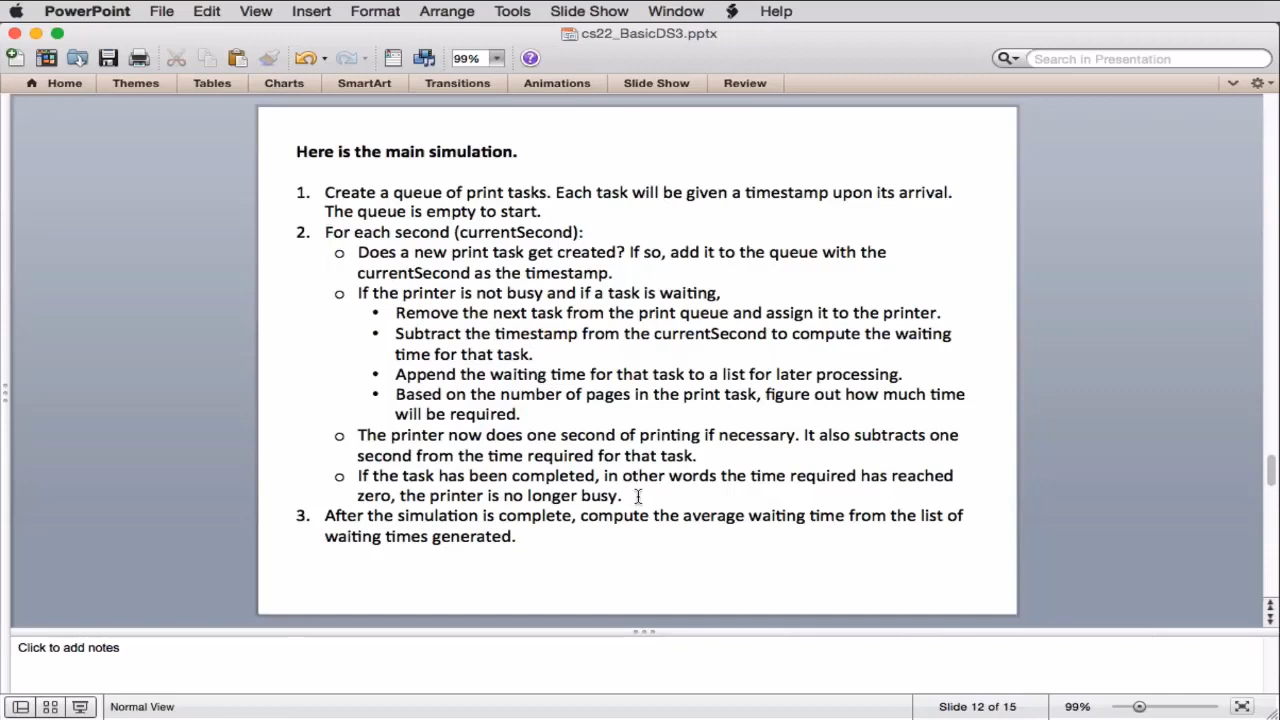 PowerPoint File Edit View Insert Format Arrange Tools Slide Show Window Help
cs22_BasicDS3.pptx
99% Search in Presentation
Home Themes Tables Charts SmartArt Transitions Animations Slide Show Review
Here is the main simulation.
1. Create a queue of print tasks. Each task will be given a timestamp upon its arrival.
The queue is empty to start.
2. For each second (currentSecond):
o Does a new print task get created? If so, add it to the queue with the
currentSecond as the timestamp.
o If the printer is not busy and if a task is waiting,
• Remove the next task from the print queue and assign it to the printer.
• Subtract the timestamp from the currentSecond to compute the waiting
time for that task.
• Append the waiting time for that task to a list for later processing.
• Based on the number of pages in the print task, figure out how much time
will be required.
o The printer now does one second of printing if necessary. It also subtracts one
second from the time required for that task.
o If the task has been completed, in other words the time required has reached
zero, the printer is no longer busy.
3. After the simulation is complete, compute the average waiting time from the list of
waiting times generated.
Click to add notes
Normal View Slide 12 of 15 99%